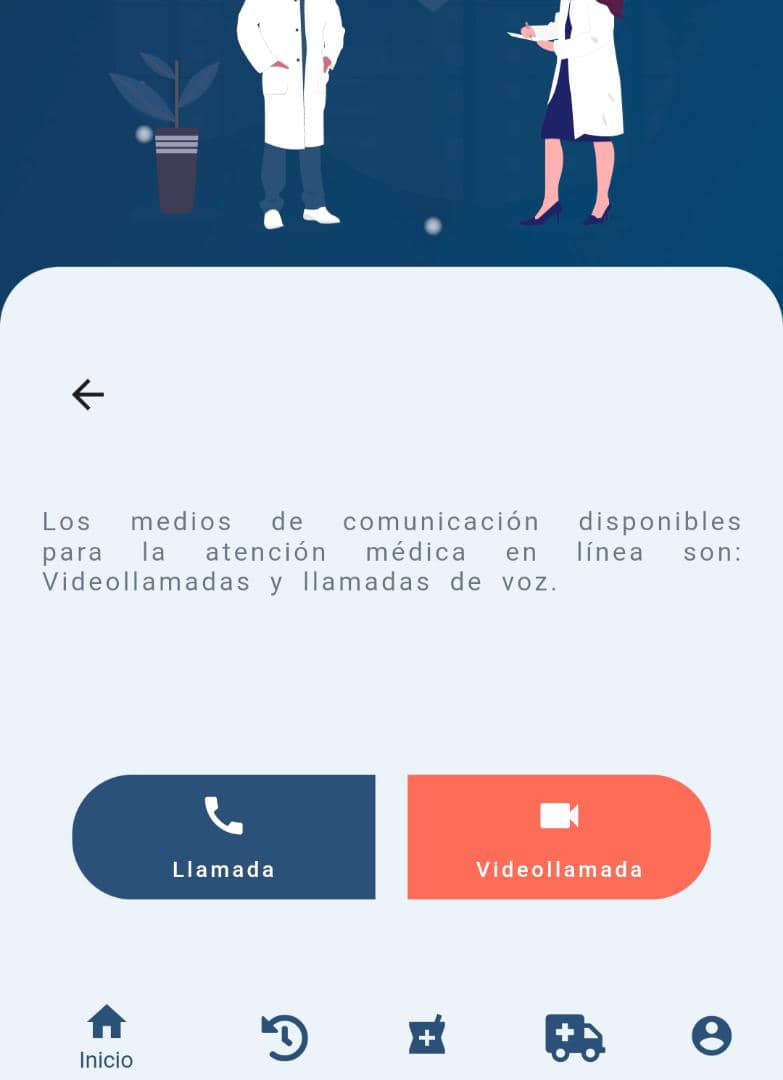 Los medios de comunicación disponibles
para la atención médica en línea son:
Videollamadas y llamadas de voz.
Llamada
Videollamada
Inicio